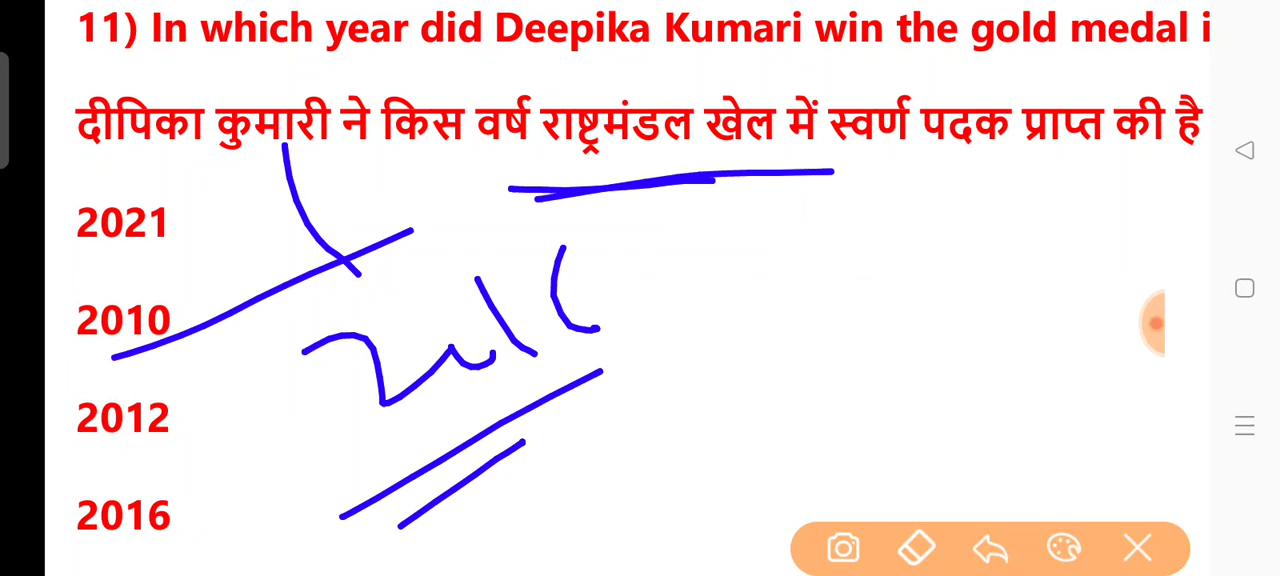 11) In which year did Deepika Kumari win the gold medal i
दीपिका कुमारी ने किस वर्ष राष्ट्रमंडल खेल में स्वर्ण पदक प्राप्त की है
2021
2010
2012
2016